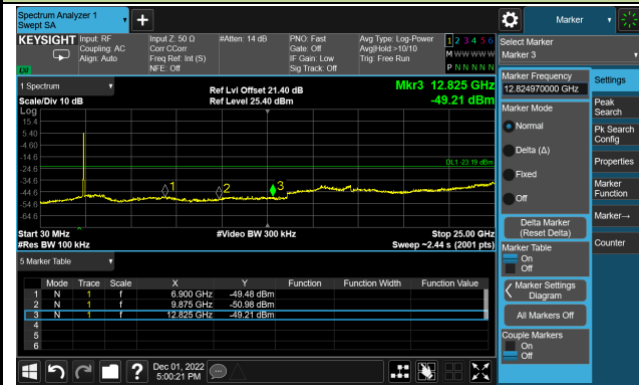 Spectrum Analyzer 1
Swept SA
Marker
KEYSIGHT
Input: RF
Coupling: AC
Align: Auto
Input Z: 50 Ω
Corr CCorr
Freq Ref: Int (S)
NFE: Off
#Atten: 14 dB
PNO: Fast
Gate: Off
IF Gain: Low
Sig Track: Off
Avg Type: Log-Power
Avg|Hold:>10/10
Trig: Free Run
1 2 3 4 5 6
M W W W W W
P N N N N N
Select Marker
Marker 3
1 Spectrum
Scale/Div 10 dB
Ref Lvl Offset 21.40 dB
Ref Level 25.40 dBm
Mkr3 12.825 GHz
-49.21 dBm
Log
15.4
5.40
-4.60
-14.6
-24.6
-34.6
-44.6
-54.6
-64.6
DL1 -23.19 dBm
1
2
3
Start 30 MHz
#Res BW 100 kHz
#Video BW 300 kHz
Stop 25.00 GHz
Sweep ~2.44 s (2001 pts)
5 Marker Table
Mode Trace Scale X Y Function Function Width Function Value
1 N 1 f 6.900 GHz -49.48 dBm
2 N 1 f 9.875 GHz -50.98 dBm
3 N 1 f 12.825 GHz -49.21 dBm
4
5
6
Marker Frequency
12.824970000 GHz
Marker Mode
Normal
Delta (Δ)
Fixed
Off
Delta Marker
(Reset Delta)
Marker Table
On
Off
Marker Settings
Diagram
All Markers Off
Couple Markers
On
Off
Settings
Peak
Search
Pk Search
Config
Properties
Marker
Function
Marker→
Counter
Dec 01, 2022
5:00:21 PM